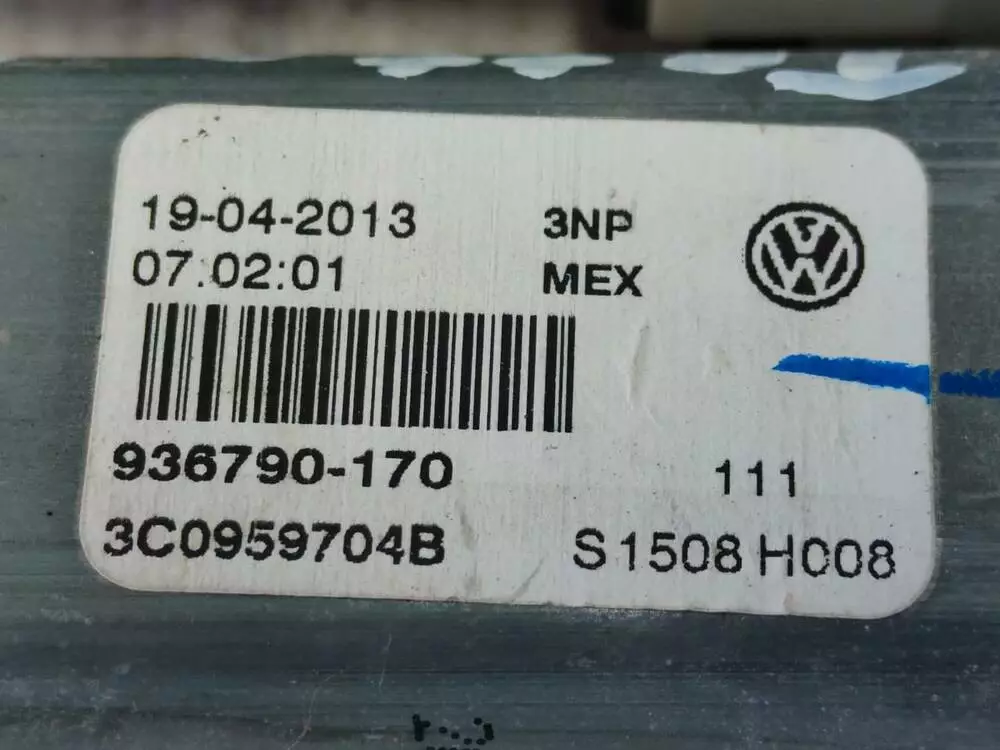 19-04-2013 3NP
07:02:01 MEX
936790-170 111
3C0959704B S1508 H008